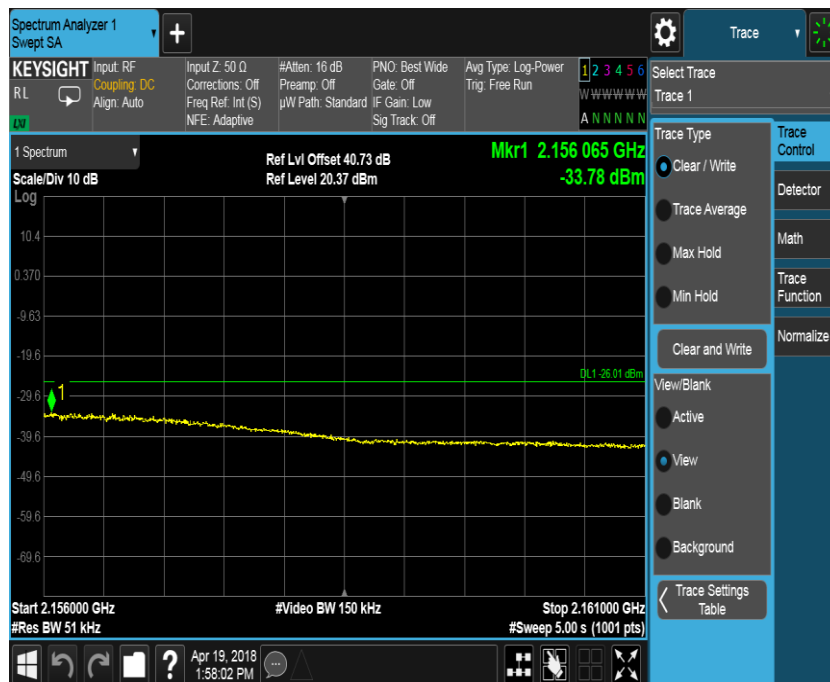 Spectrum Analyzer 1
Swept SA
+
Trace
KEYSIGHT
RL
LXI
Input: RF
Coupling: DC
Align: Auto
Input Z: 50 Ω
Corrections: Off
Freq Ref: Int (S)
NFE: Adaptive
#Atten: 16 dB
Preamp: Off
µW Path: Standard
PNO: Best Wide
Gate: Off
IF Gain: Low
Sig Track: Off
Avg Type: Log-Power
Trig: Free Run
1 2 3 4 5 6
W W W W W W
A N N N N N
1 Spectrum
Scale/Div 10 dB
Log
Ref Lvl Offset 40.73 dB
Ref Level 20.37 dBm
Mkr1 2.156 065 GHz
-33.78 dBm
10.4
0.370
-9.63
-19.6
-29.6
-39.6
-49.6
-59.6
-69.6
1
DL1 -26.01 dBm
Start 2.156000 GHz
#Res BW 51 kHz
#Video BW 150 kHz
Stop 2.161000 GHz
#Sweep 5.00 s (1001 pts)
?
Apr 19, 2018
1:58:02 PM
Select Trace
Trace 1
Trace Type
Clear / Write
Trace Average
Max Hold
Min Hold
Clear and Write
View/Blank
Active
View
Blank
Background
Trace Settings
Table
Trace
Control
Detector
Math
Trace
Function
Normalize